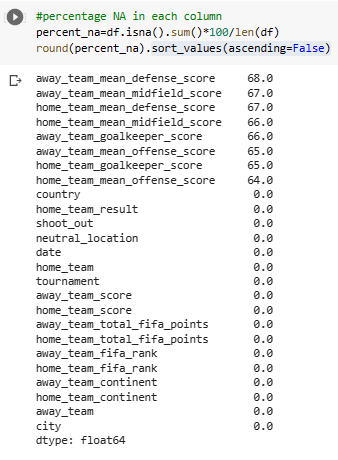 #percentage NA in each column
percent_na=df.isna().sum()*100/len(df)
round(percent_na).sort_values(ascending=False)
away_team_mean_defense_score 68.0
away_team_mean_midfield_score 67.0
home_team_mean_defense_score 67.0
home_team_mean_midfield_score 66.0
away_team_goalkeeper_score 66.0
away_team_mean_offense_score 65.0
home_team_goalkeeper_score 65.0
home_team_mean_offense_score 64.0
country 0.0
home_team_result 0.0
shoot_out 0.0
neutral_location 0.0
date 0.0
home_team 0.0
tournament 0.0
away_team_score 0.0
home_team_score 0.0
away_team_total_fifa_points 0.0
home_team_total_fifa_points 0.0
away_team_fifa_rank 0.0
home_team_fifa_rank 0.0
away_team_continent 0.0
home_team_continent 0.0
away_team 0.0
city 0.0
dtype: float64